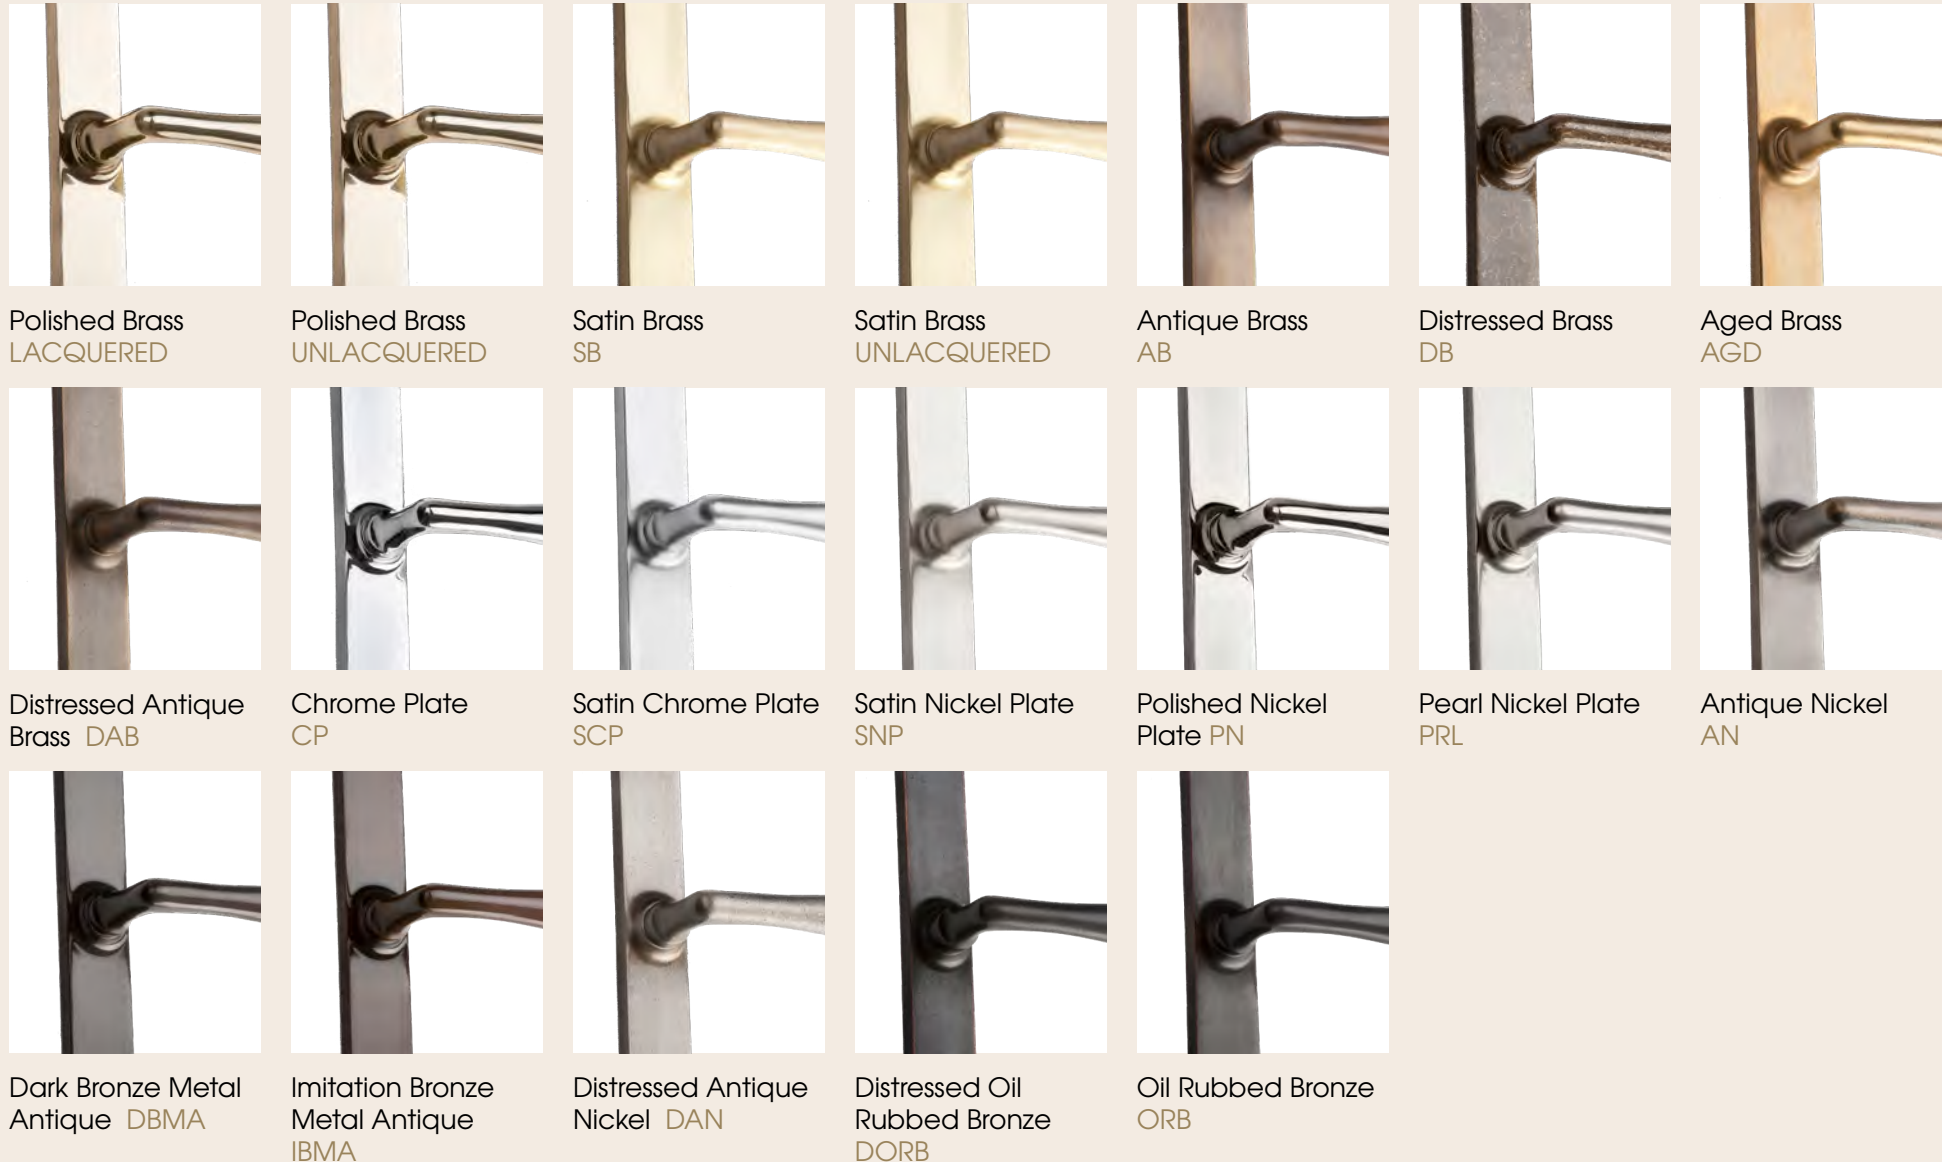 Polished Brass
LACQUERED
Polished Brass
UNLACQUERED
Satin Brass
SB
Satin Brass
UNLACQUERED
Antique Brass
AB
Distressed Brass
DB
Aged Brass
AGD
Distressed Antique
Brass DAB
Chrome Plate
CP
Satin Chrome Plate
SCP
Satin Nickel Plate
SNP
Polished Nickel
Plate PN
Pearl Nickel Plate
PRL
Antique Nickel
AN
Dark Bronze Metal
Antique DBMA
Imitation Bronze
Metal Antique
IBMA
Distressed Antique
Nickel DAN
Distressed Oil
Rubbed Bronze
DORB
Oil Rubbed Bronze
ORB